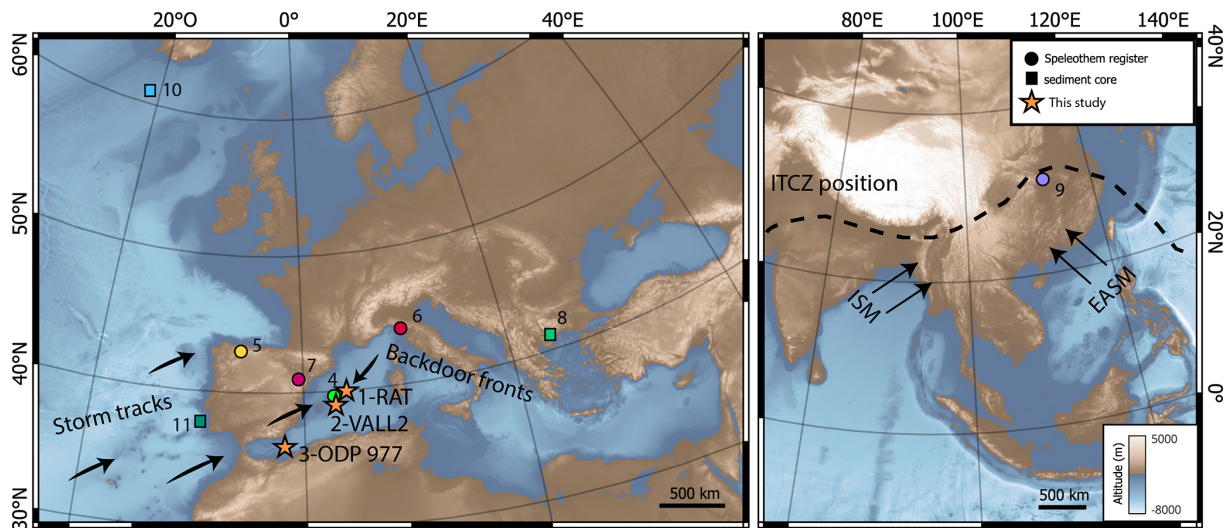 20°O 0° 20°E 40°E
80°E 100°E 120°E 140°E
60°N
50°N
40°N
30°N
40°N
20°N
0°
10
5
6
7
8
4
1-RAT
2-VALL2
3-ODP 977
11
Storm tracks
Backdoor fronts
500 km
Speleothem register
sediment core
This study
ITCZ position
9
ISM
EASM
Altitude (m)
5000
-8000
500 km